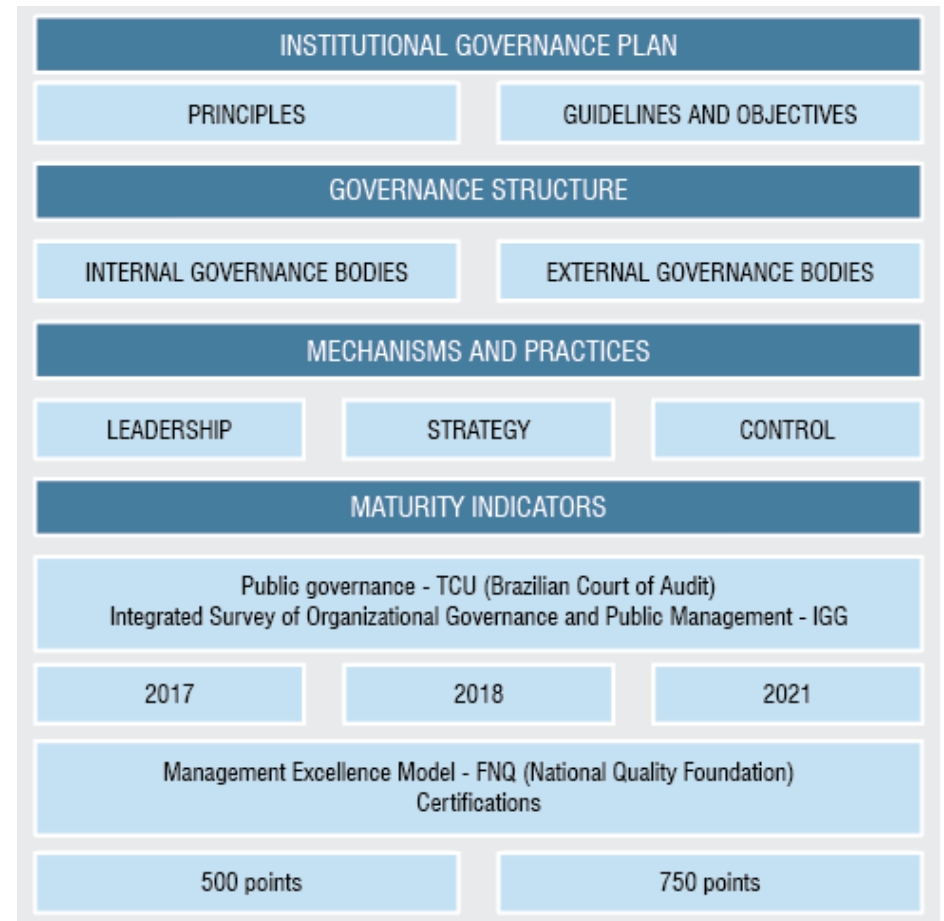 INSTITUTIONAL GOVERNANCE PLAN
PRINCIPLES
GUIDELINES AND OBJECTIVES
GOVERNANCE STRUCTURE
INTERNAL GOVERNANCE BODIES
EXTERNAL GOVERNANCE BODIES
MECHANISMS AND PRACTICES
LEADERSHIP
STRATEGY
CONTROL
MATURITY INDICATORS
Public governance - TCU (Brazilian Court of Audit)
Integrated Survey of Organizational Governance and Public Management - IGG
2017
2018
2021
Management Excellence Model - FNQ (National Quality Foundation)
Certifications
500 points
750 points